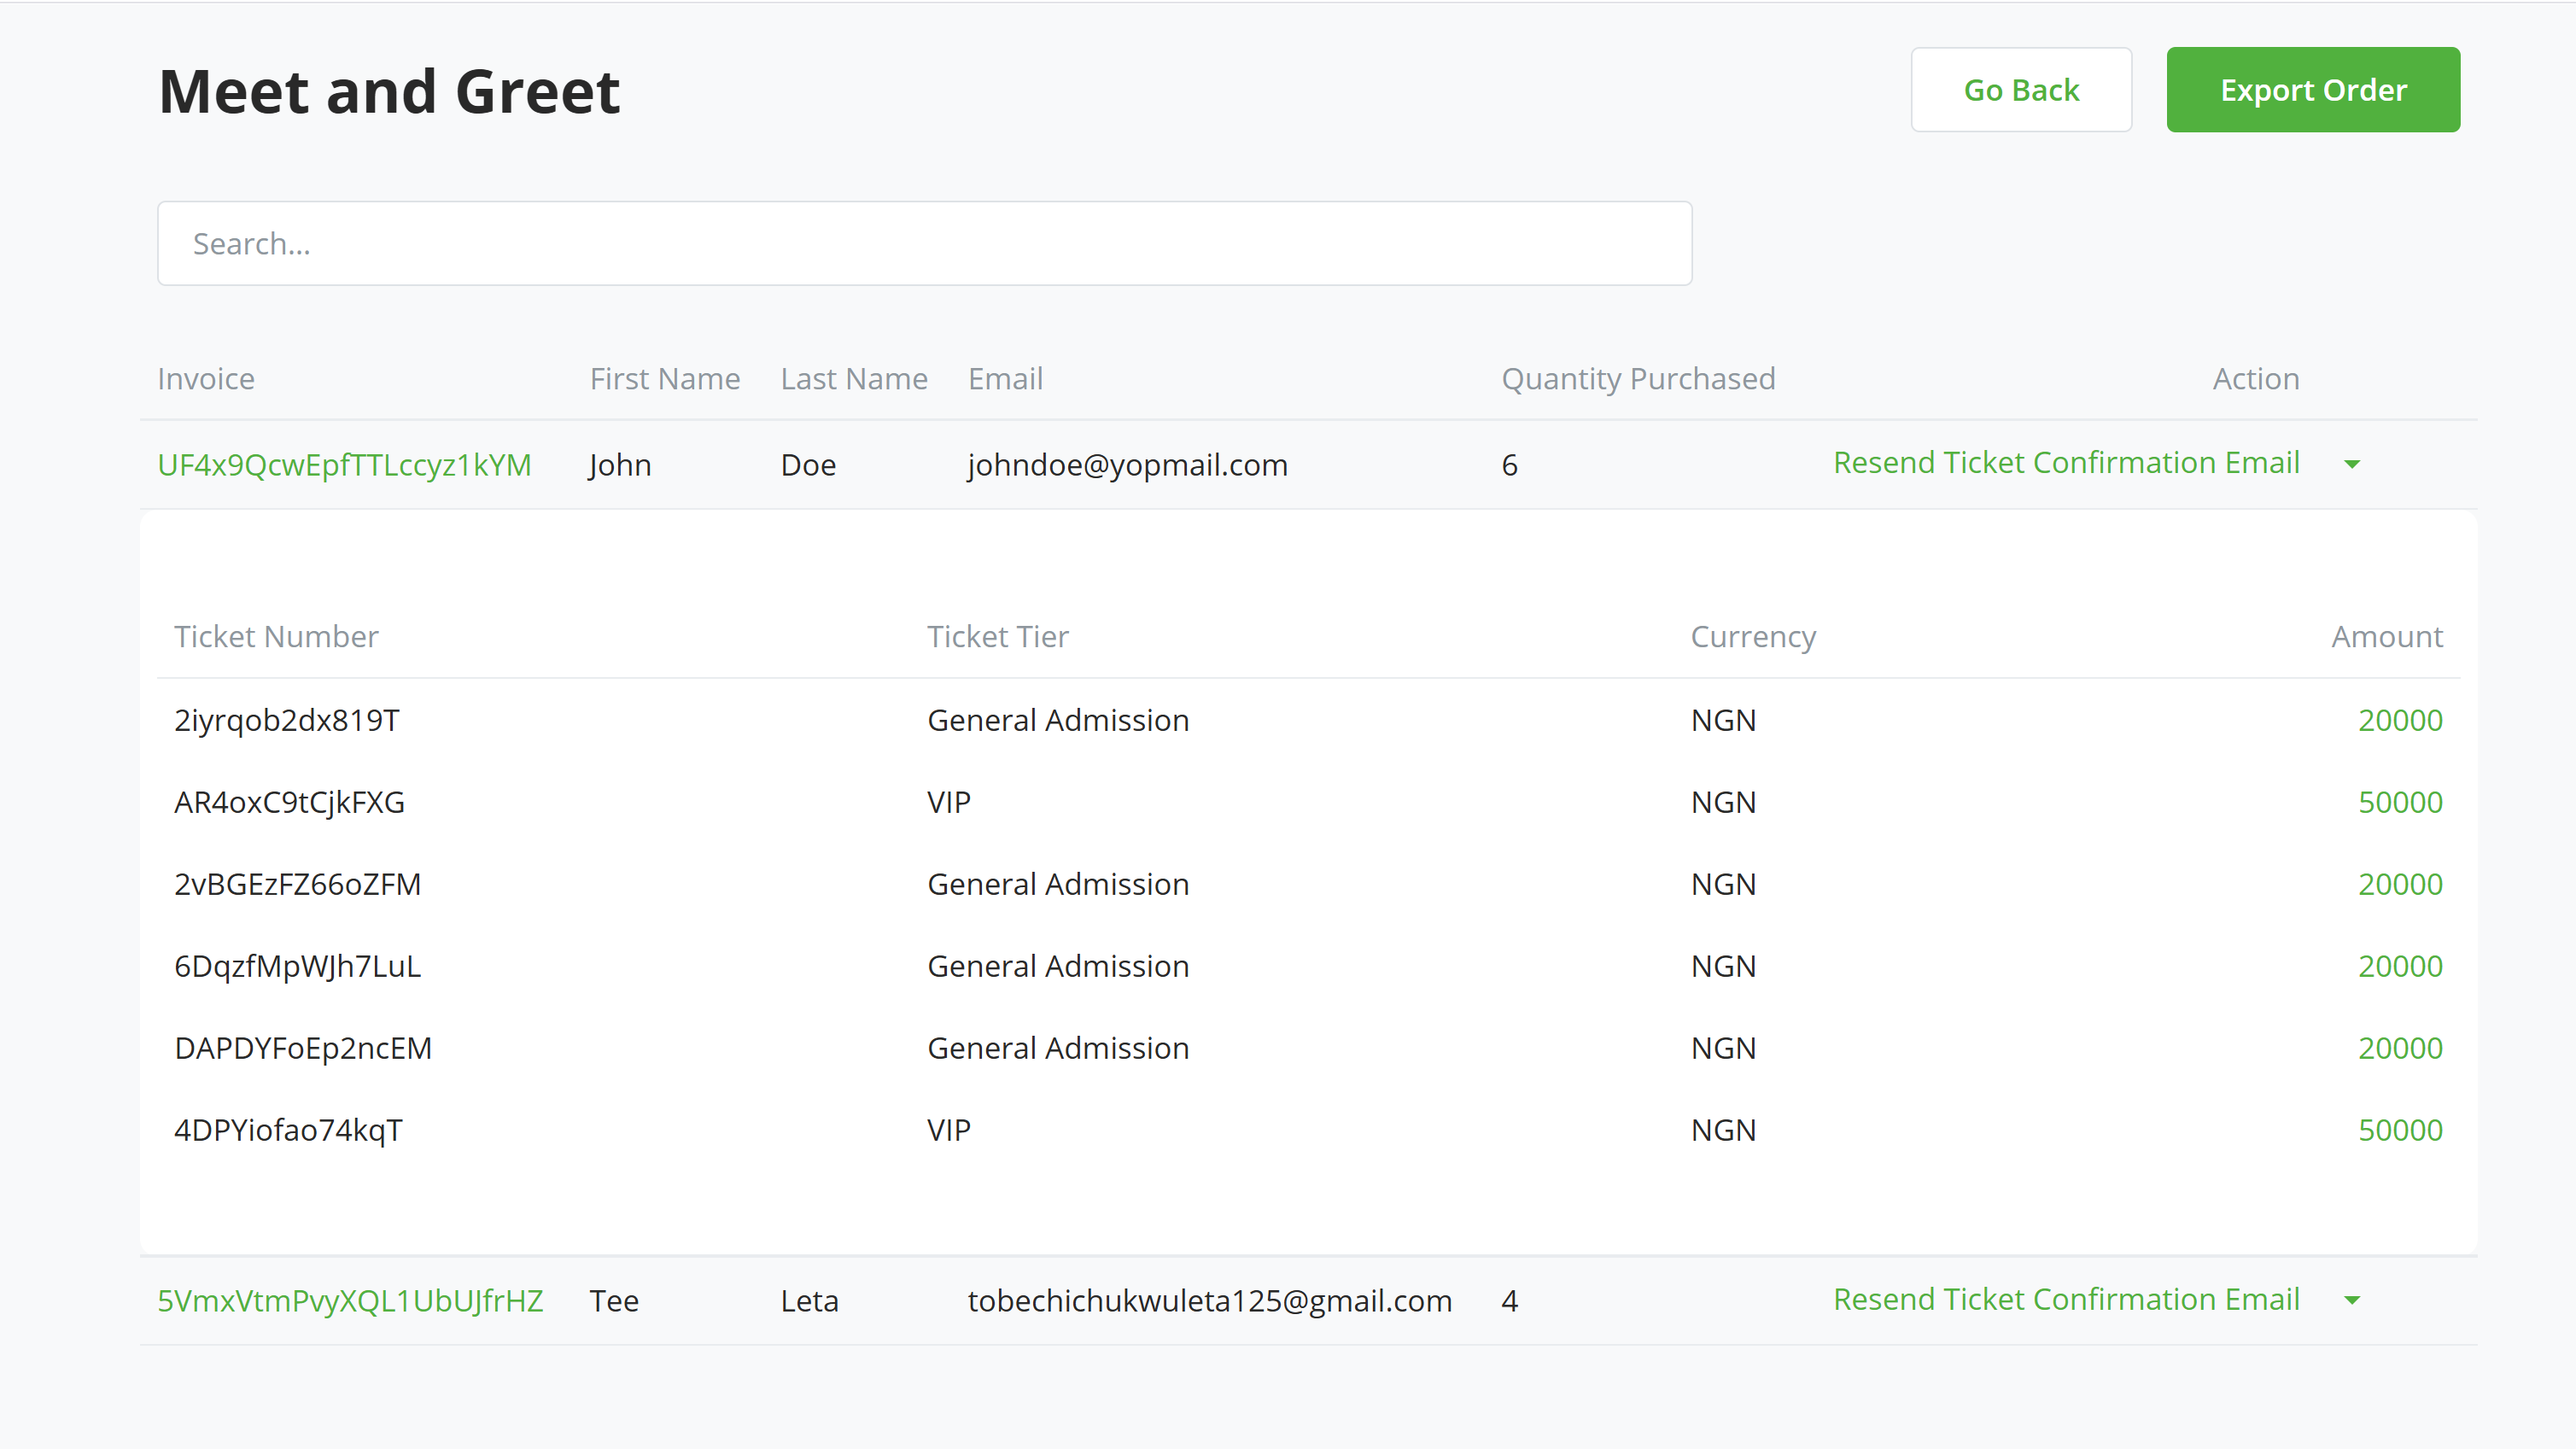 Meet and Greet
Go Back
Export Order
Search...
Invoice First Name Last Name Email Quantity Purchased Action
UF4x9QcwEpfTTLccyz1kYM John Doe johndoe@yopmail.com 6 Resend Ticket Confirmation Email
Ticket Number Ticket Tier Currency Amount
2iyrqob2dx819T General Admission NGN 20000
AR4oxC9tCjkFXG VIP NGN 50000
2vBGEzFZ66oZFM General Admission NGN 20000
6DqzfMpWJh7LuL General Admission NGN 20000
DAPDYFoEp2ncEM General Admission NGN 20000
4DPYiofao74kqT VIP NGN 50000
5VmxVtmPvyXQL1UbUJfrHZ Tee Leta tobechichukwuleta125@gmail.com 4 Resend Ticket Confirmation Email